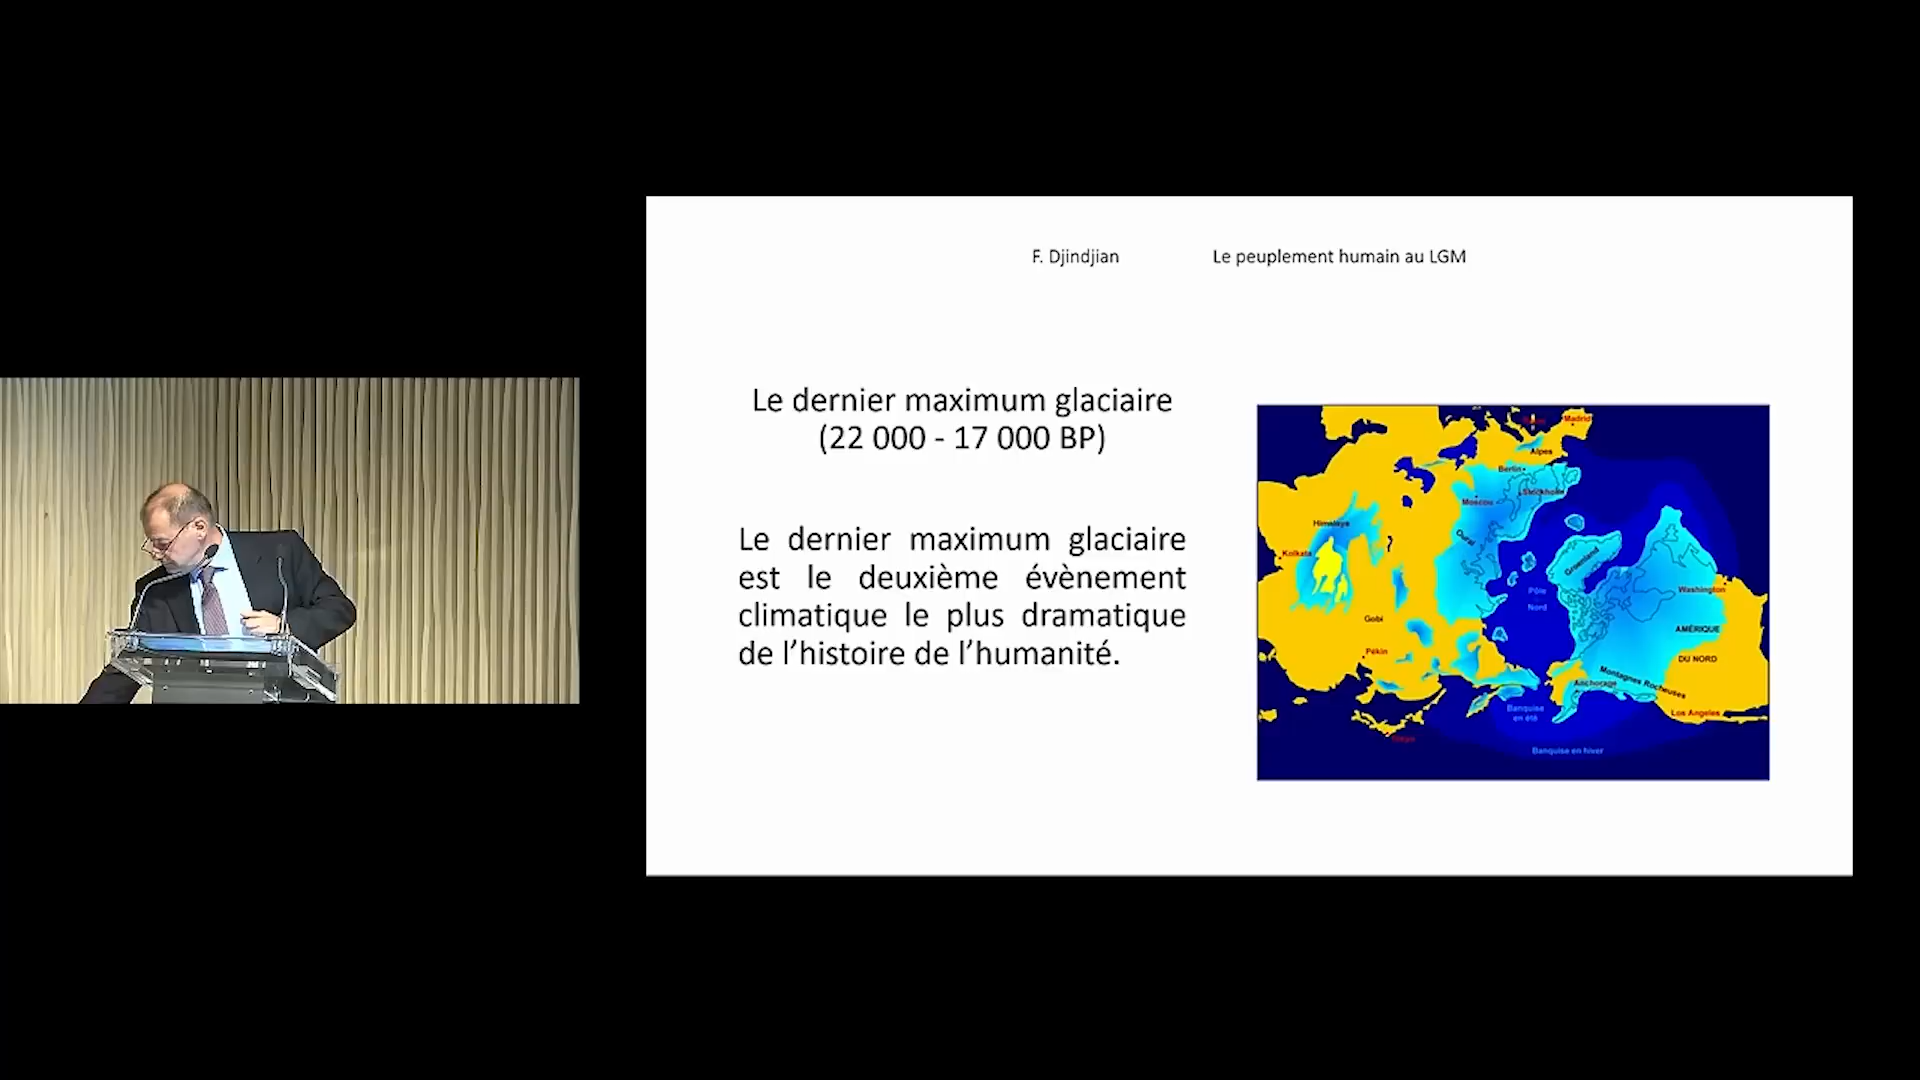 F. Djindjian Le peuplement humain au LGM
Le dernier maximum glaciaire
(22 000 - 17 000 BP)
Le dernier maximum glaciaire
est le deuxième évènement
climatique le plus dramatique
de l’histoire de l’humanité.
Madrid
Alpes
Berlin
Stockholm
Moscou
Himalaya
Oural
Kolkata
Groenland
Pôle
Nord
Washington
Gobi
AMÉRIQUE
Pékin
DU NORD
Montagnes Rocheuses
Anchorage
Banquise
en été
Los Angeles
Tokyo
Banquise en hiver